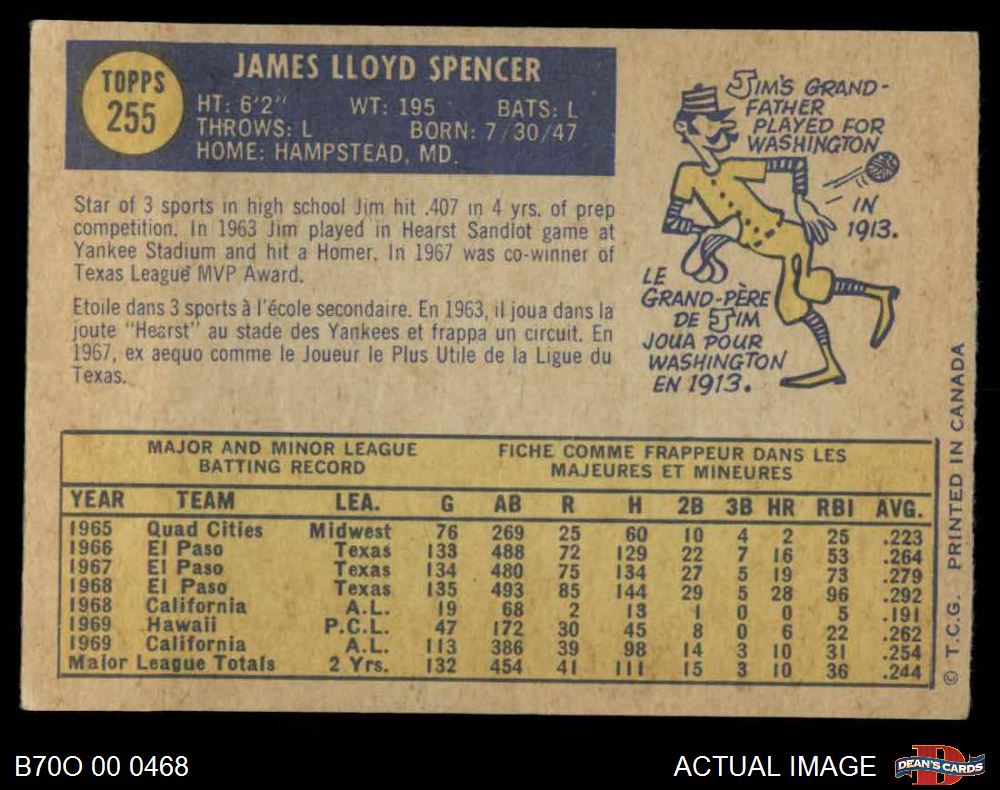 TOPPS
255
JAMES LLOYD SPENCER
HT: 6'2" WT: 195 BATS: L
THROWS: L BORN: 7/30/47
HOME: HAMPSTEAD, MD.
Star of 3 sports in high school Jim hit .407 in 4 yrs. of prep
competition. In 1963 Jim played in Hearst Sandlot game at
Yankee Stadium and hit a Homer. In 1967 was co-winner of
Texas League MVP Award.
Etoile dans 3 sports à l'école secondaire. En 1963, il joua dans la
joute "Hearst" au stade des Yankees et frappa un circuit. En
1967, ex aequo comme le Joueur le Plus Utile de la Ligue du
Texas.
JIM'S GRAND-
FATHER
PLAYED FOR
WASHINGTON
IN
1913.
LE
GRAND-PÈRE
DE JIM
JOUA POUR
WASHINGTON
EN 1913.
MAJOR AND MINOR LEAGUE
BATTING RECORD
FICHE COMME FRAPPEUR DANS LES
MAJEURES ET MINEURES
YEAR TEAM LEA. G AB R H 2B 3B HR RBI AVG.
1965 Quad Cities Midwest 76 269 25 60 10 4 2 25 .223
1966 El Paso Texas 133 488 72 129 22 7 16 53 .264
1967 El Paso Texas 134 480 75 134 27 5 19 73 .279
1968 El Paso Texas 135 493 85 144 29 5 28 96 .292
1968 California A.L. 19 68 2 13 1 0 0 5 .191
1969 Hawaii P.C.L. 47 172 30 45 8 0 6 22 .262
1969 California A.L. 113 386 39 98 14 3 10 31 .254
Major League Totals 2 Yrs. 132 454 41 111 15 3 10 36 .244
© T.C.G. PRINTED IN CANADA
B70O 00 0468
ACTUAL IMAGE
DEAN'S CARDS